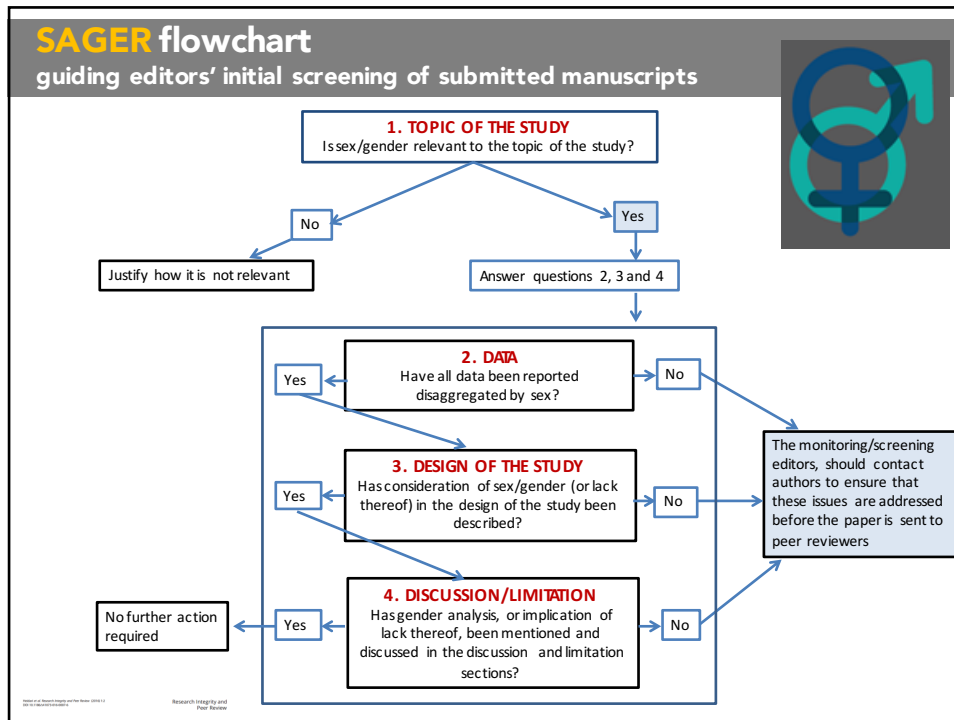 SAGER flowchart
guiding editors’ initial screening of submitted manuscripts
1. TOPIC OF THE STUDY
Is sex/gender relevant to the topic of the study?
No
Yes
Justify how it is not relevant
Answer questions 2, 3 and 4
2. DATA
Have all data been reported
disaggregated by sex?
Yes
No
3. DESIGN OF THE STUDY
Has consideration of sex/gender (or lack
thereof) in the design of the study been
described?
Yes
No
The monitoring/screening
editors, should contact
authors to ensure that
these issues are addressed
before the paper is sent to
peer reviewers
4. DISCUSSION/LIMITATION
Has gender analysis, or implication of
lack thereof, been mentioned and
discussed in the discussion and limitation
sections?
Yes
No
No further action
required
Research Integrity and
Peer Review